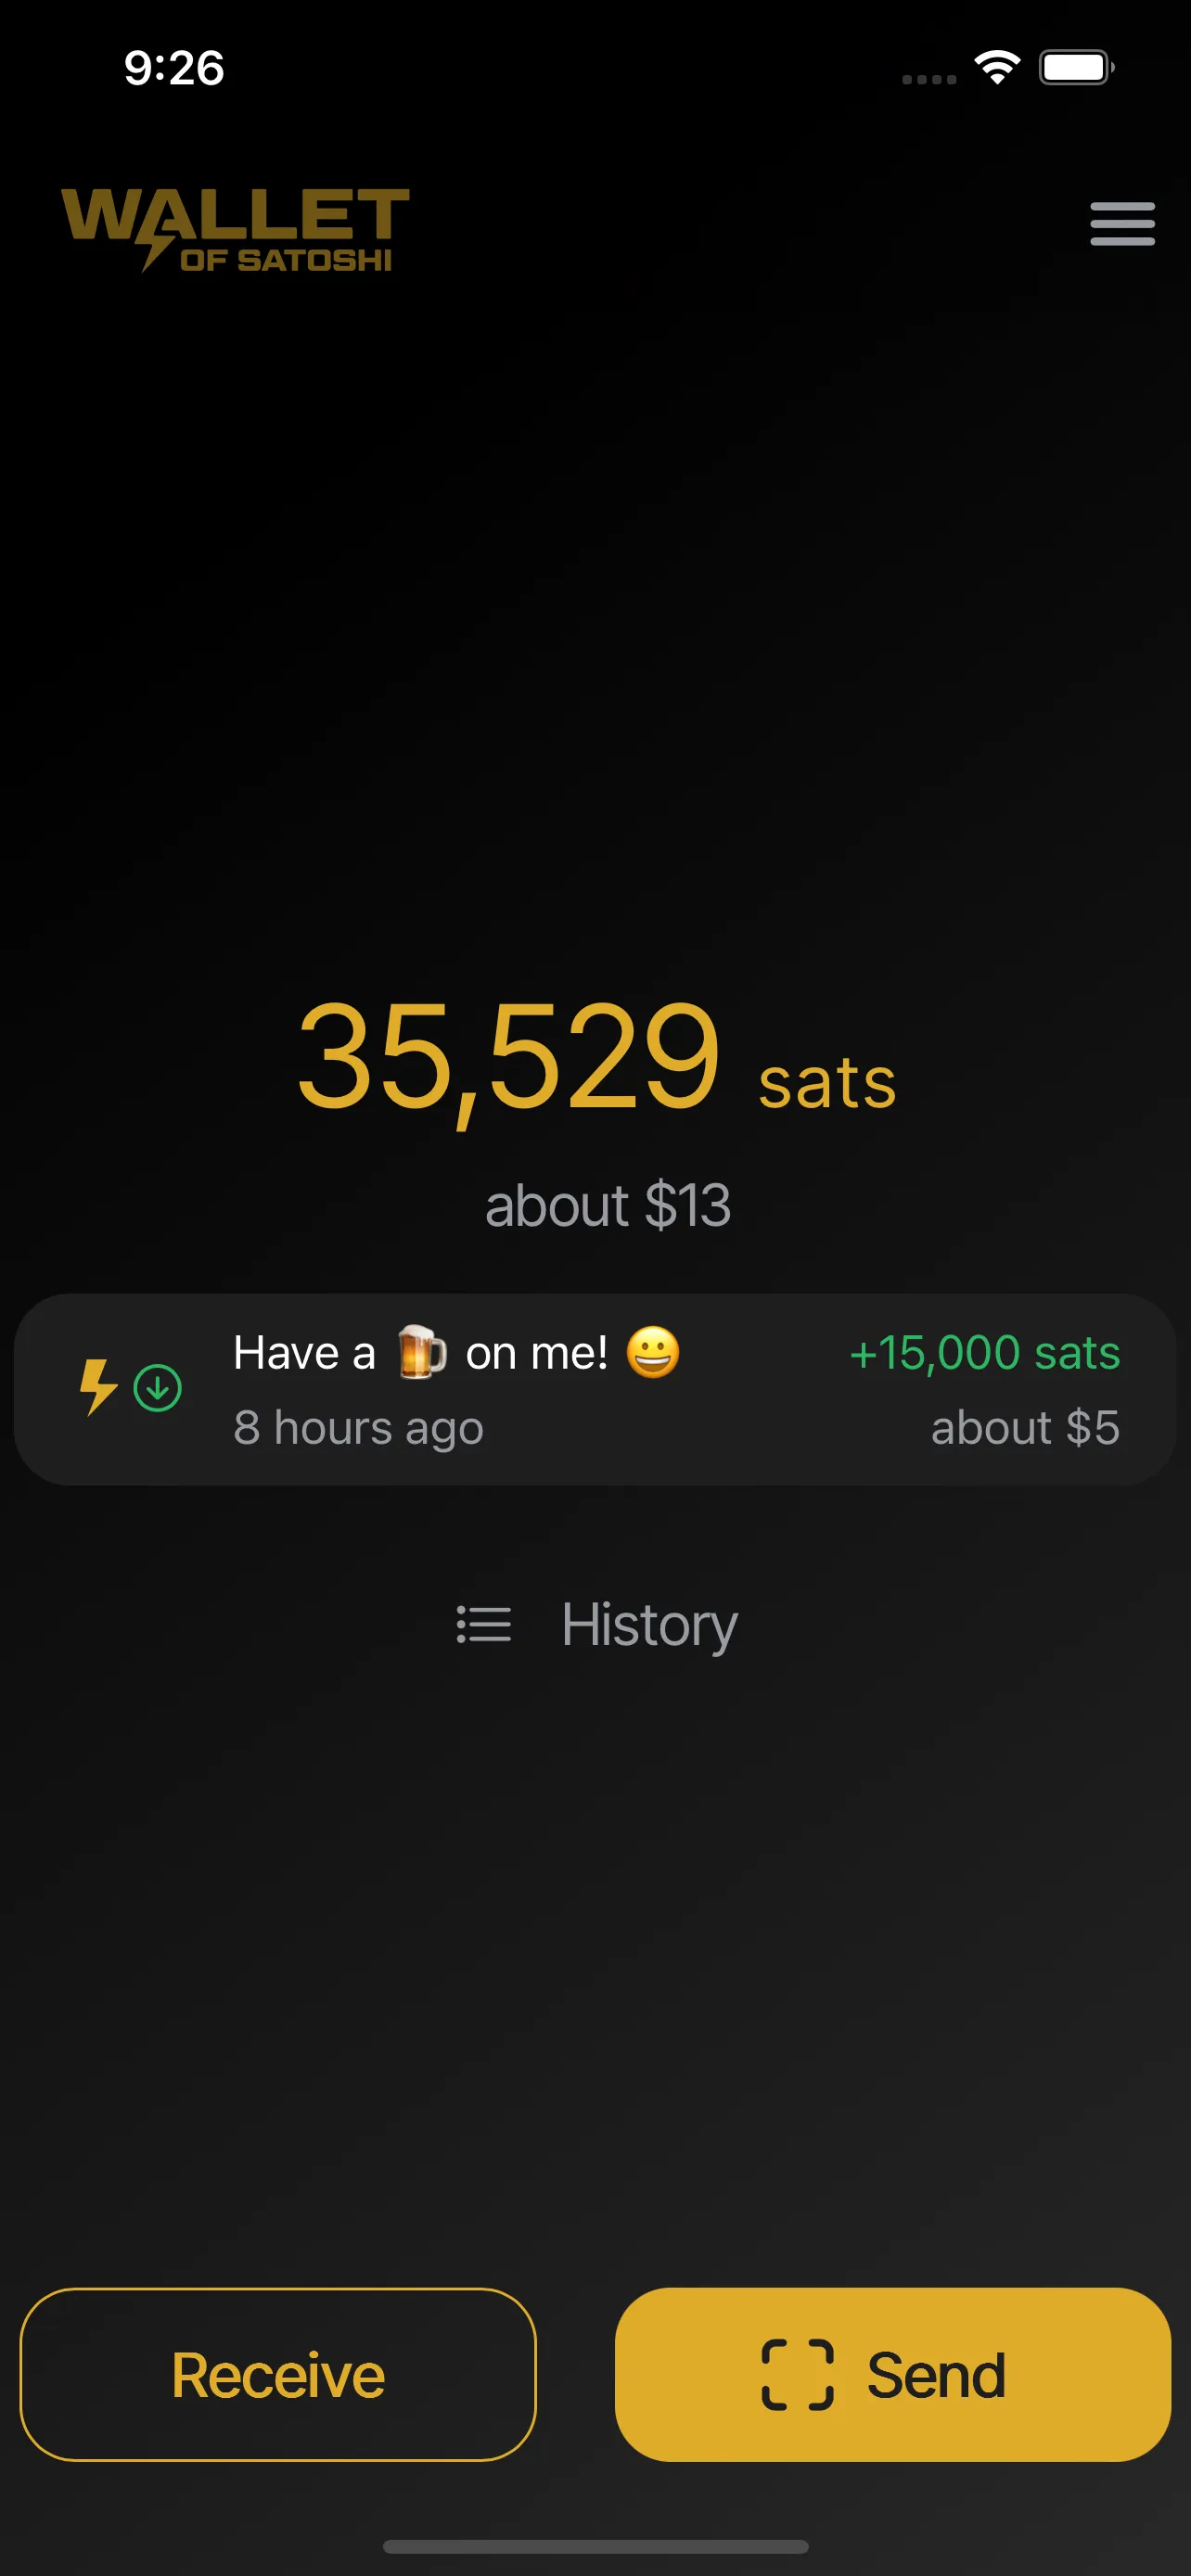 9:26
WALLET
OF SATOSHI
35,529 sats
about $13
Have a 🍺 on me! 😀
+15,000 sats
8 hours ago
about $5
History
Receive
Send